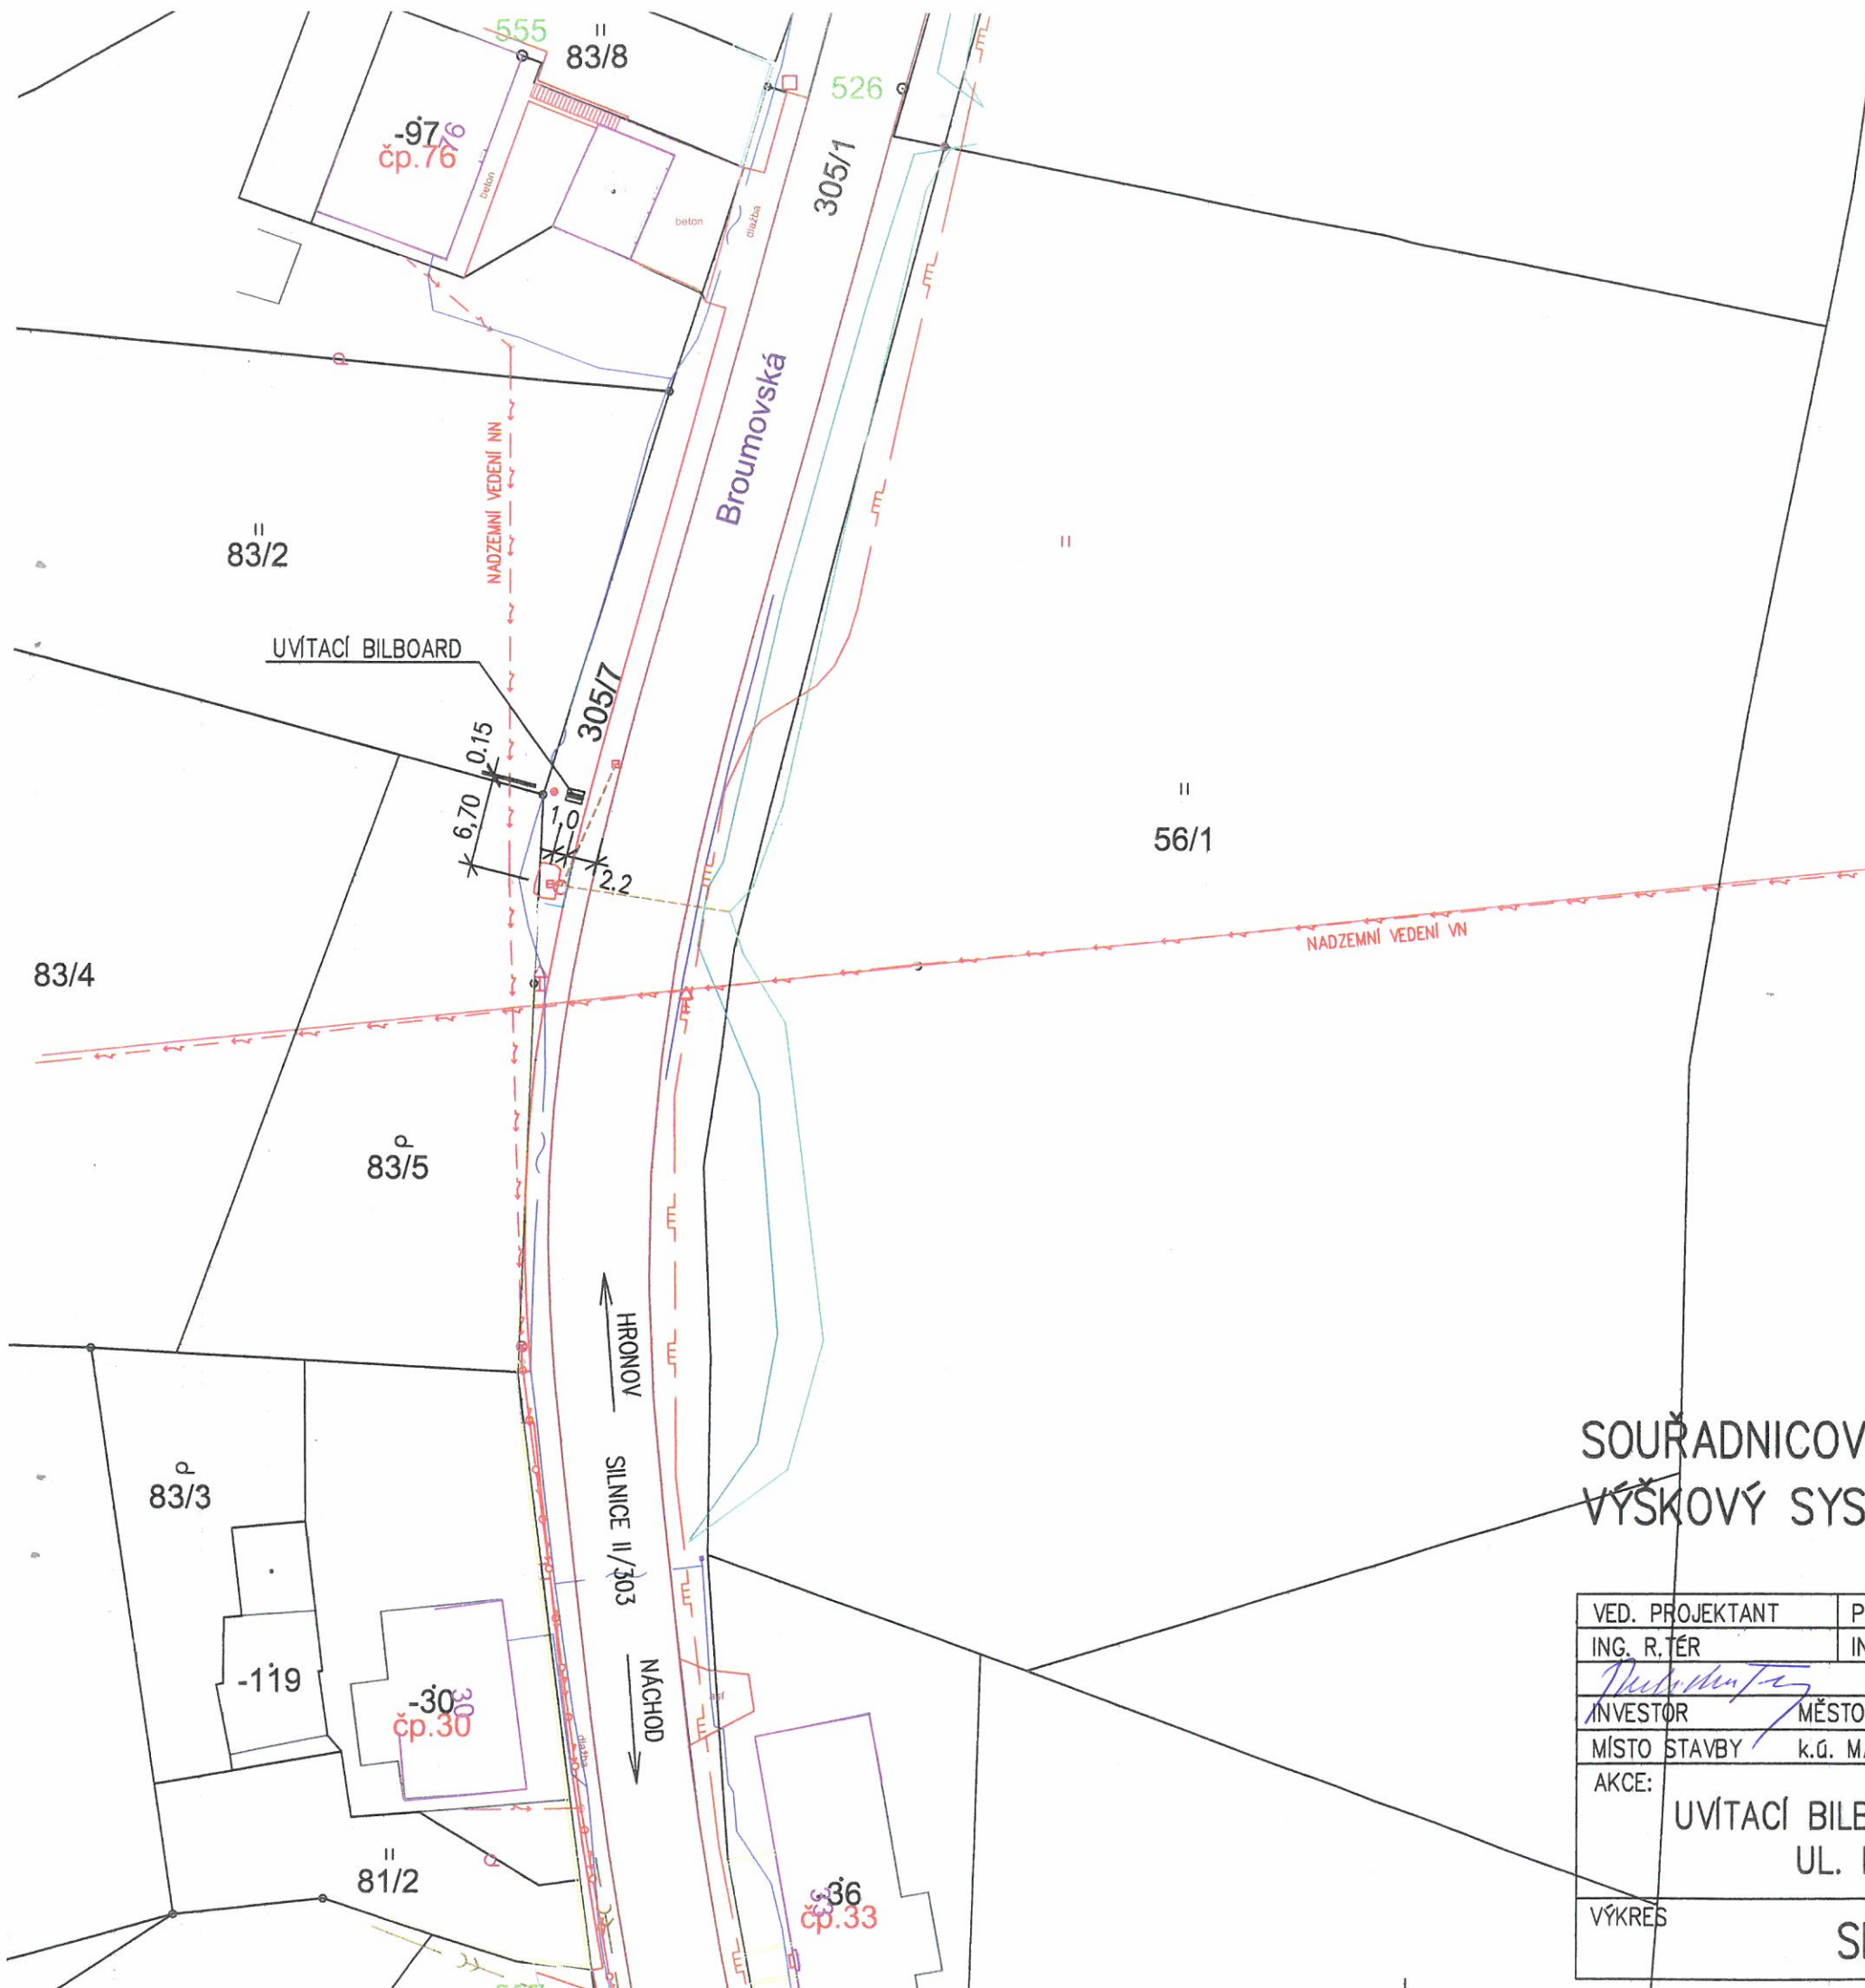 555
83/8
526
-97
76
čp.76
beton
beton
dlažba
305/1
Broumovská
NADZEMNÍ VEDENÍ NN
83/2
UVÍTACÍ BILBOARD
305/7
0.15
6,70
1,0
2.2
56/1
NADZEMNÍ VEDENÍ VN
83/4
83/5
HRONOV
SILNICE II/303
NÁCHOD
83/3
-119
-30
30
čp.30
dlažba
81/2
36
33
čp.33
SOUŘADNICOV
VÝŠKOVÝ SYS
VED. PROJEKTANT P
ING. R.TÉR IN
INVESTOR MĚSTO
MÍSTO STAVBY k.ú. M
AKCE:
UVÍTACÍ BILB
UL.
VÝKRES